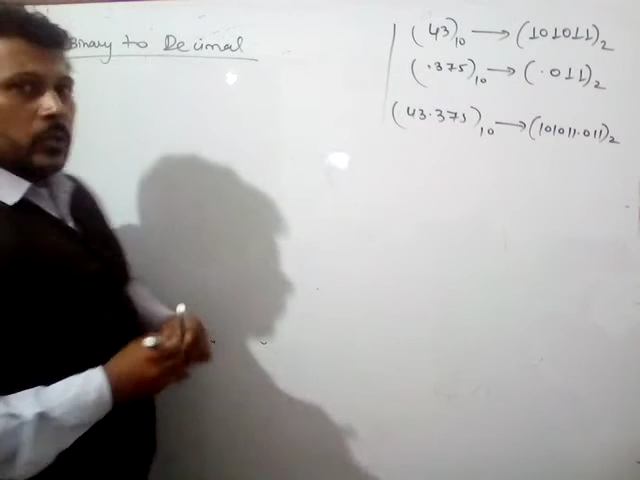 Binary to Decimal
(43)₁₀ → (101011)₂
(.375)₁₀ → (.011)₂
(43.375)₁₀ → (101011.011)₂